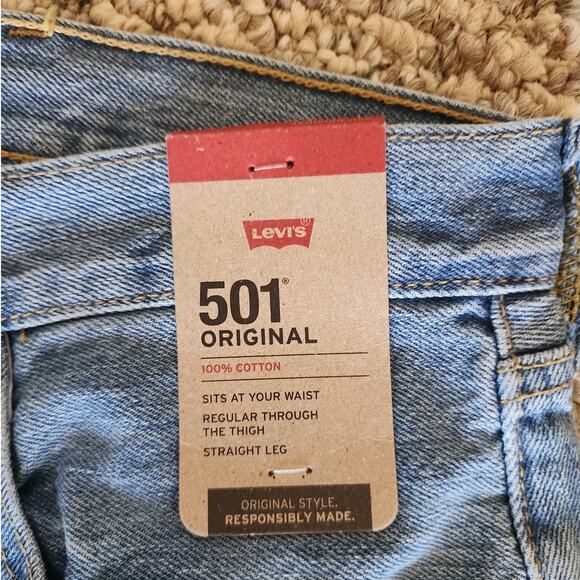 LEVI'S®
501®
ORIGINAL
100% COTTON
SITS AT YOUR WAIST
REGULAR THROUGH
THE THIGH
STRAIGHT LEG
ORIGINAL STYLE.
RESPONSIBLY MADE.